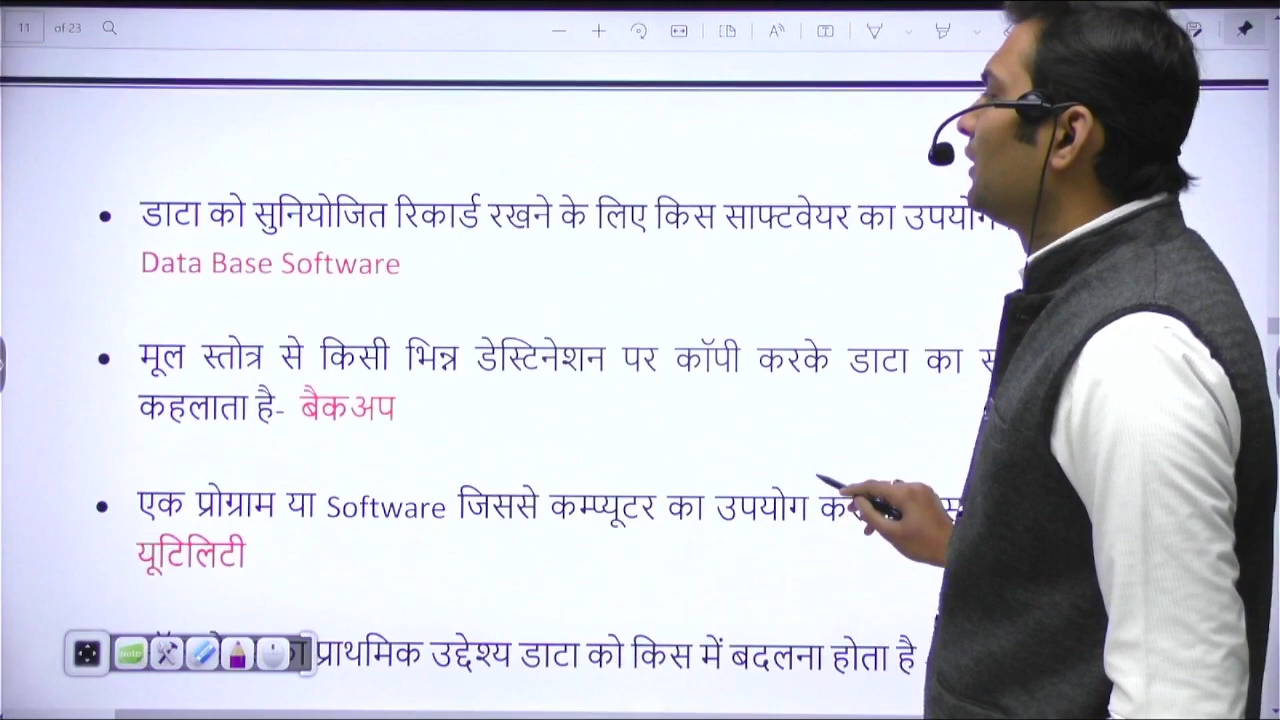 11 of 23
डाटा को सुनियोजित रिकार्ड रखने के लिए किस साफ्टवेयर का उपयोग
Data Base Software
मूल स्तोत्र से किसी भिन्न डेस्टिनेशन पर कॉपी करके डाटा का
कहलाता है- बैकअप
एक प्रोग्राम या Software जिससे कम्प्यूटर का उपयोग
यूटिलिटी
note
प्राथमिक उद्देश्य डाटा को किस में बदलना होता है